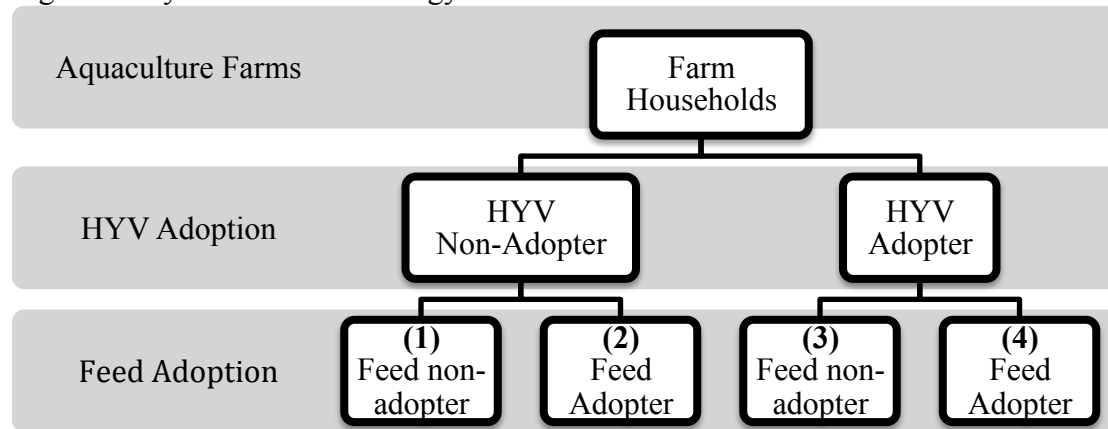 Aquaculture Farms
Farm
Households
HYV Adoption
HYV
Non-Adopter
HYV
Adopter
Feed Adoption
(1)
Feed non-
adopter
(2)
Feed
Adopter
(3)
Feed non-
adopter
(4)
Feed
Adopter